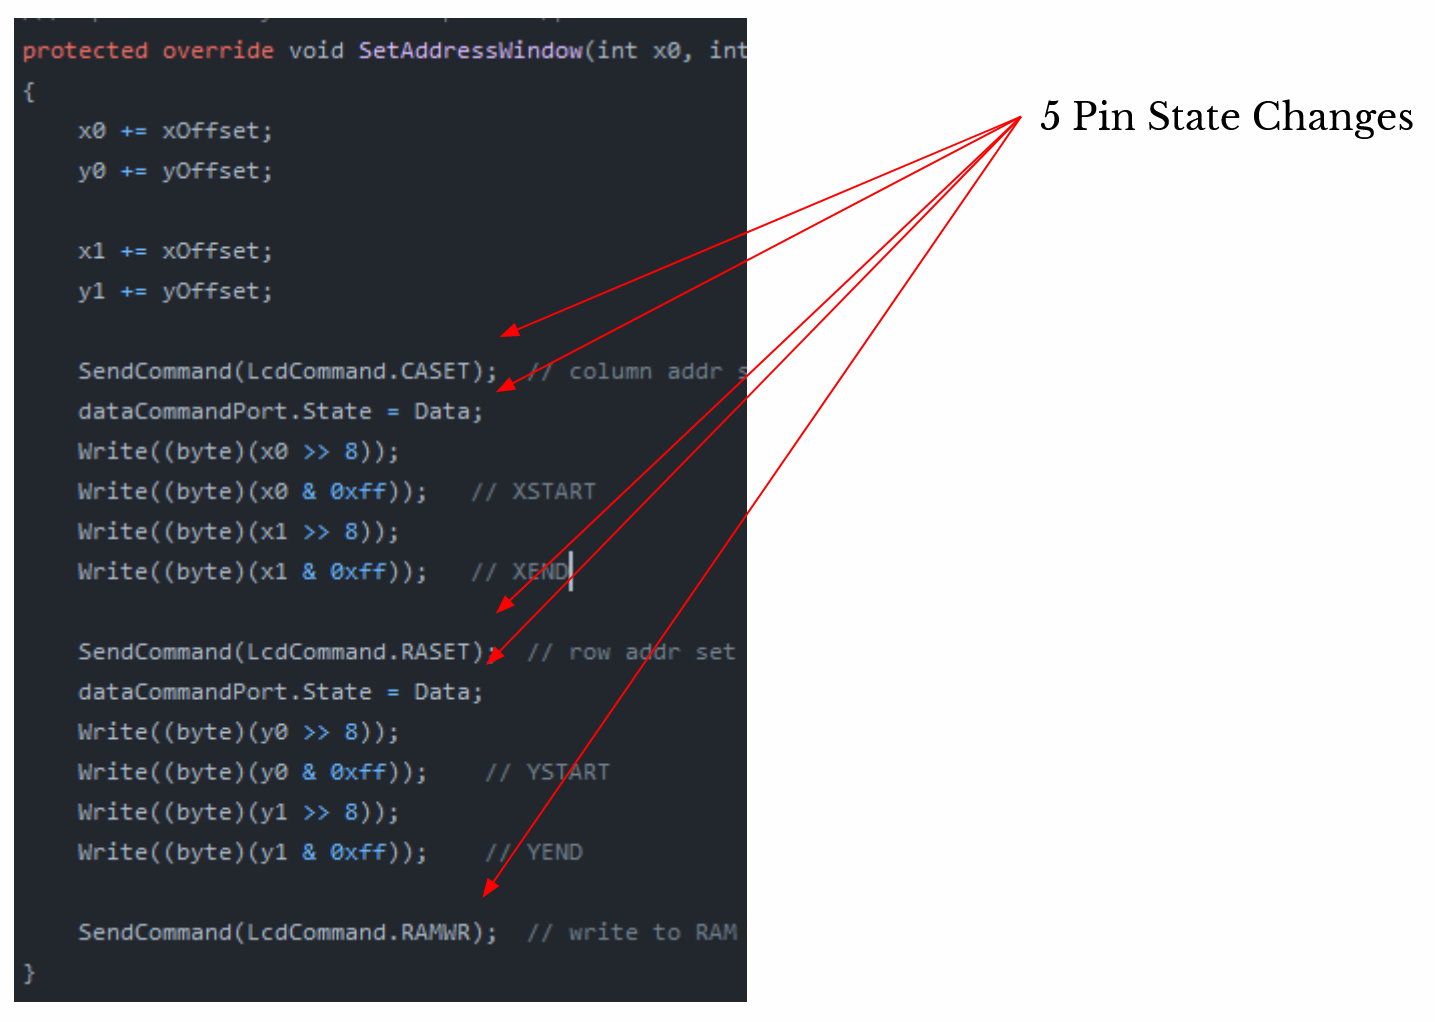 protected override void SetAddressWindow(int x0, int
{
x0 += xOffset;
y0 += yOffset;
x1 += xOffset;
y1 += yOffset;
SendCommand(LcdCommand.CASET);  // column addr
dataCommandPort.State = Data;
Write((byte)(x0 >> 8));
Write((byte)(x0 & 0xff));   // XSTART
Write((byte)(x1 >> 8));
Write((byte)(x1 & 0xff));   // XEND
SendCommand(LcdCommand.RASET);  // row addr set
dataCommandPort.State = Data;
Write((byte)(y0 >> 8));
Write((byte)(y0 & 0xff));    // YSTART
Write((byte)(y1 >> 8));
Write((byte)(y1 & 0xff));    // YEND
SendCommand(LcdCommand.RAMWR);  // write to RAM
}
5 Pin State Changes